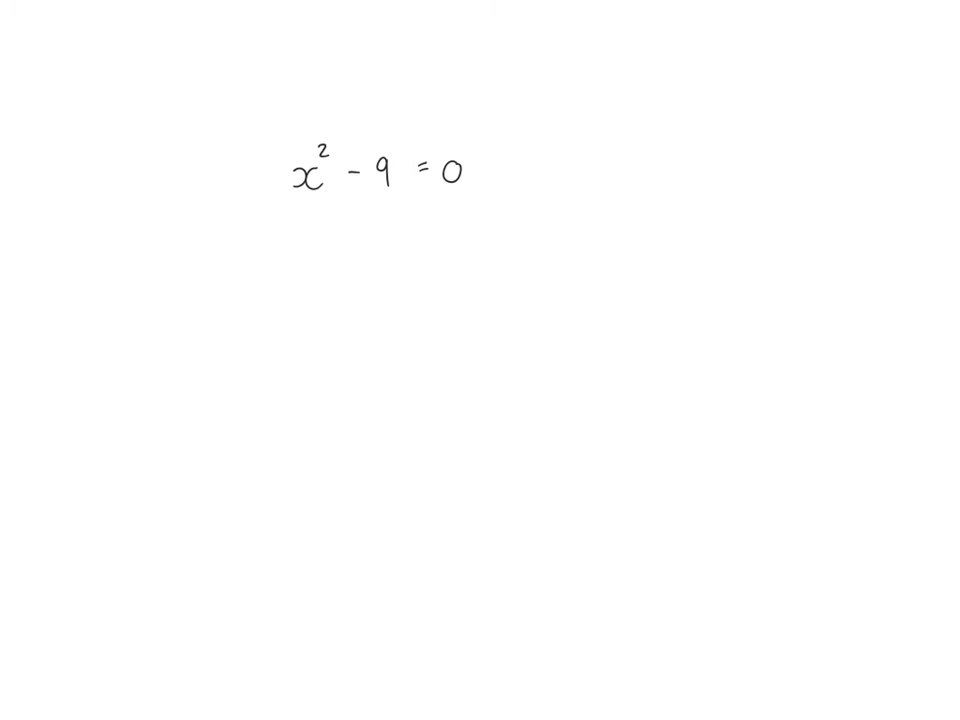 x² - 9 = 0